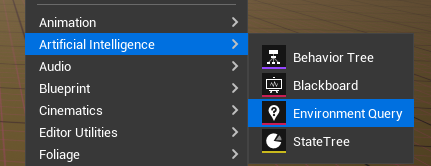 Animation
Artificial Intelligence
Audio
Blueprint
Cinematics
Editor Utilities
Foliage
Behavior Tree
Blackboard
Environment Query
StateTree